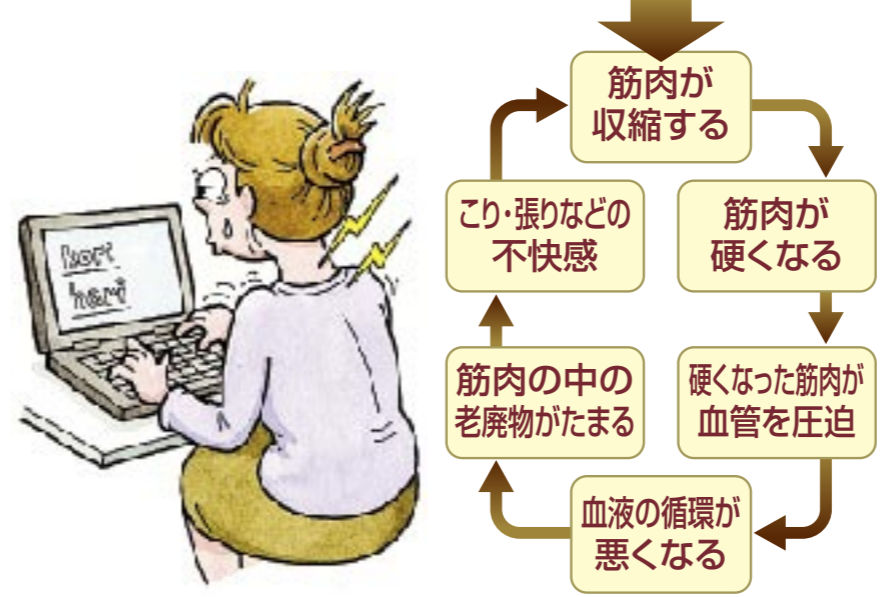 筋肉が
収縮する
筋肉が
硬くなる
硬くなった筋肉が
血管を圧迫
血液の循環が
悪くなる
筋肉の中の
老廃物がたまる
こり・張りなどの
不快感
kori
hari